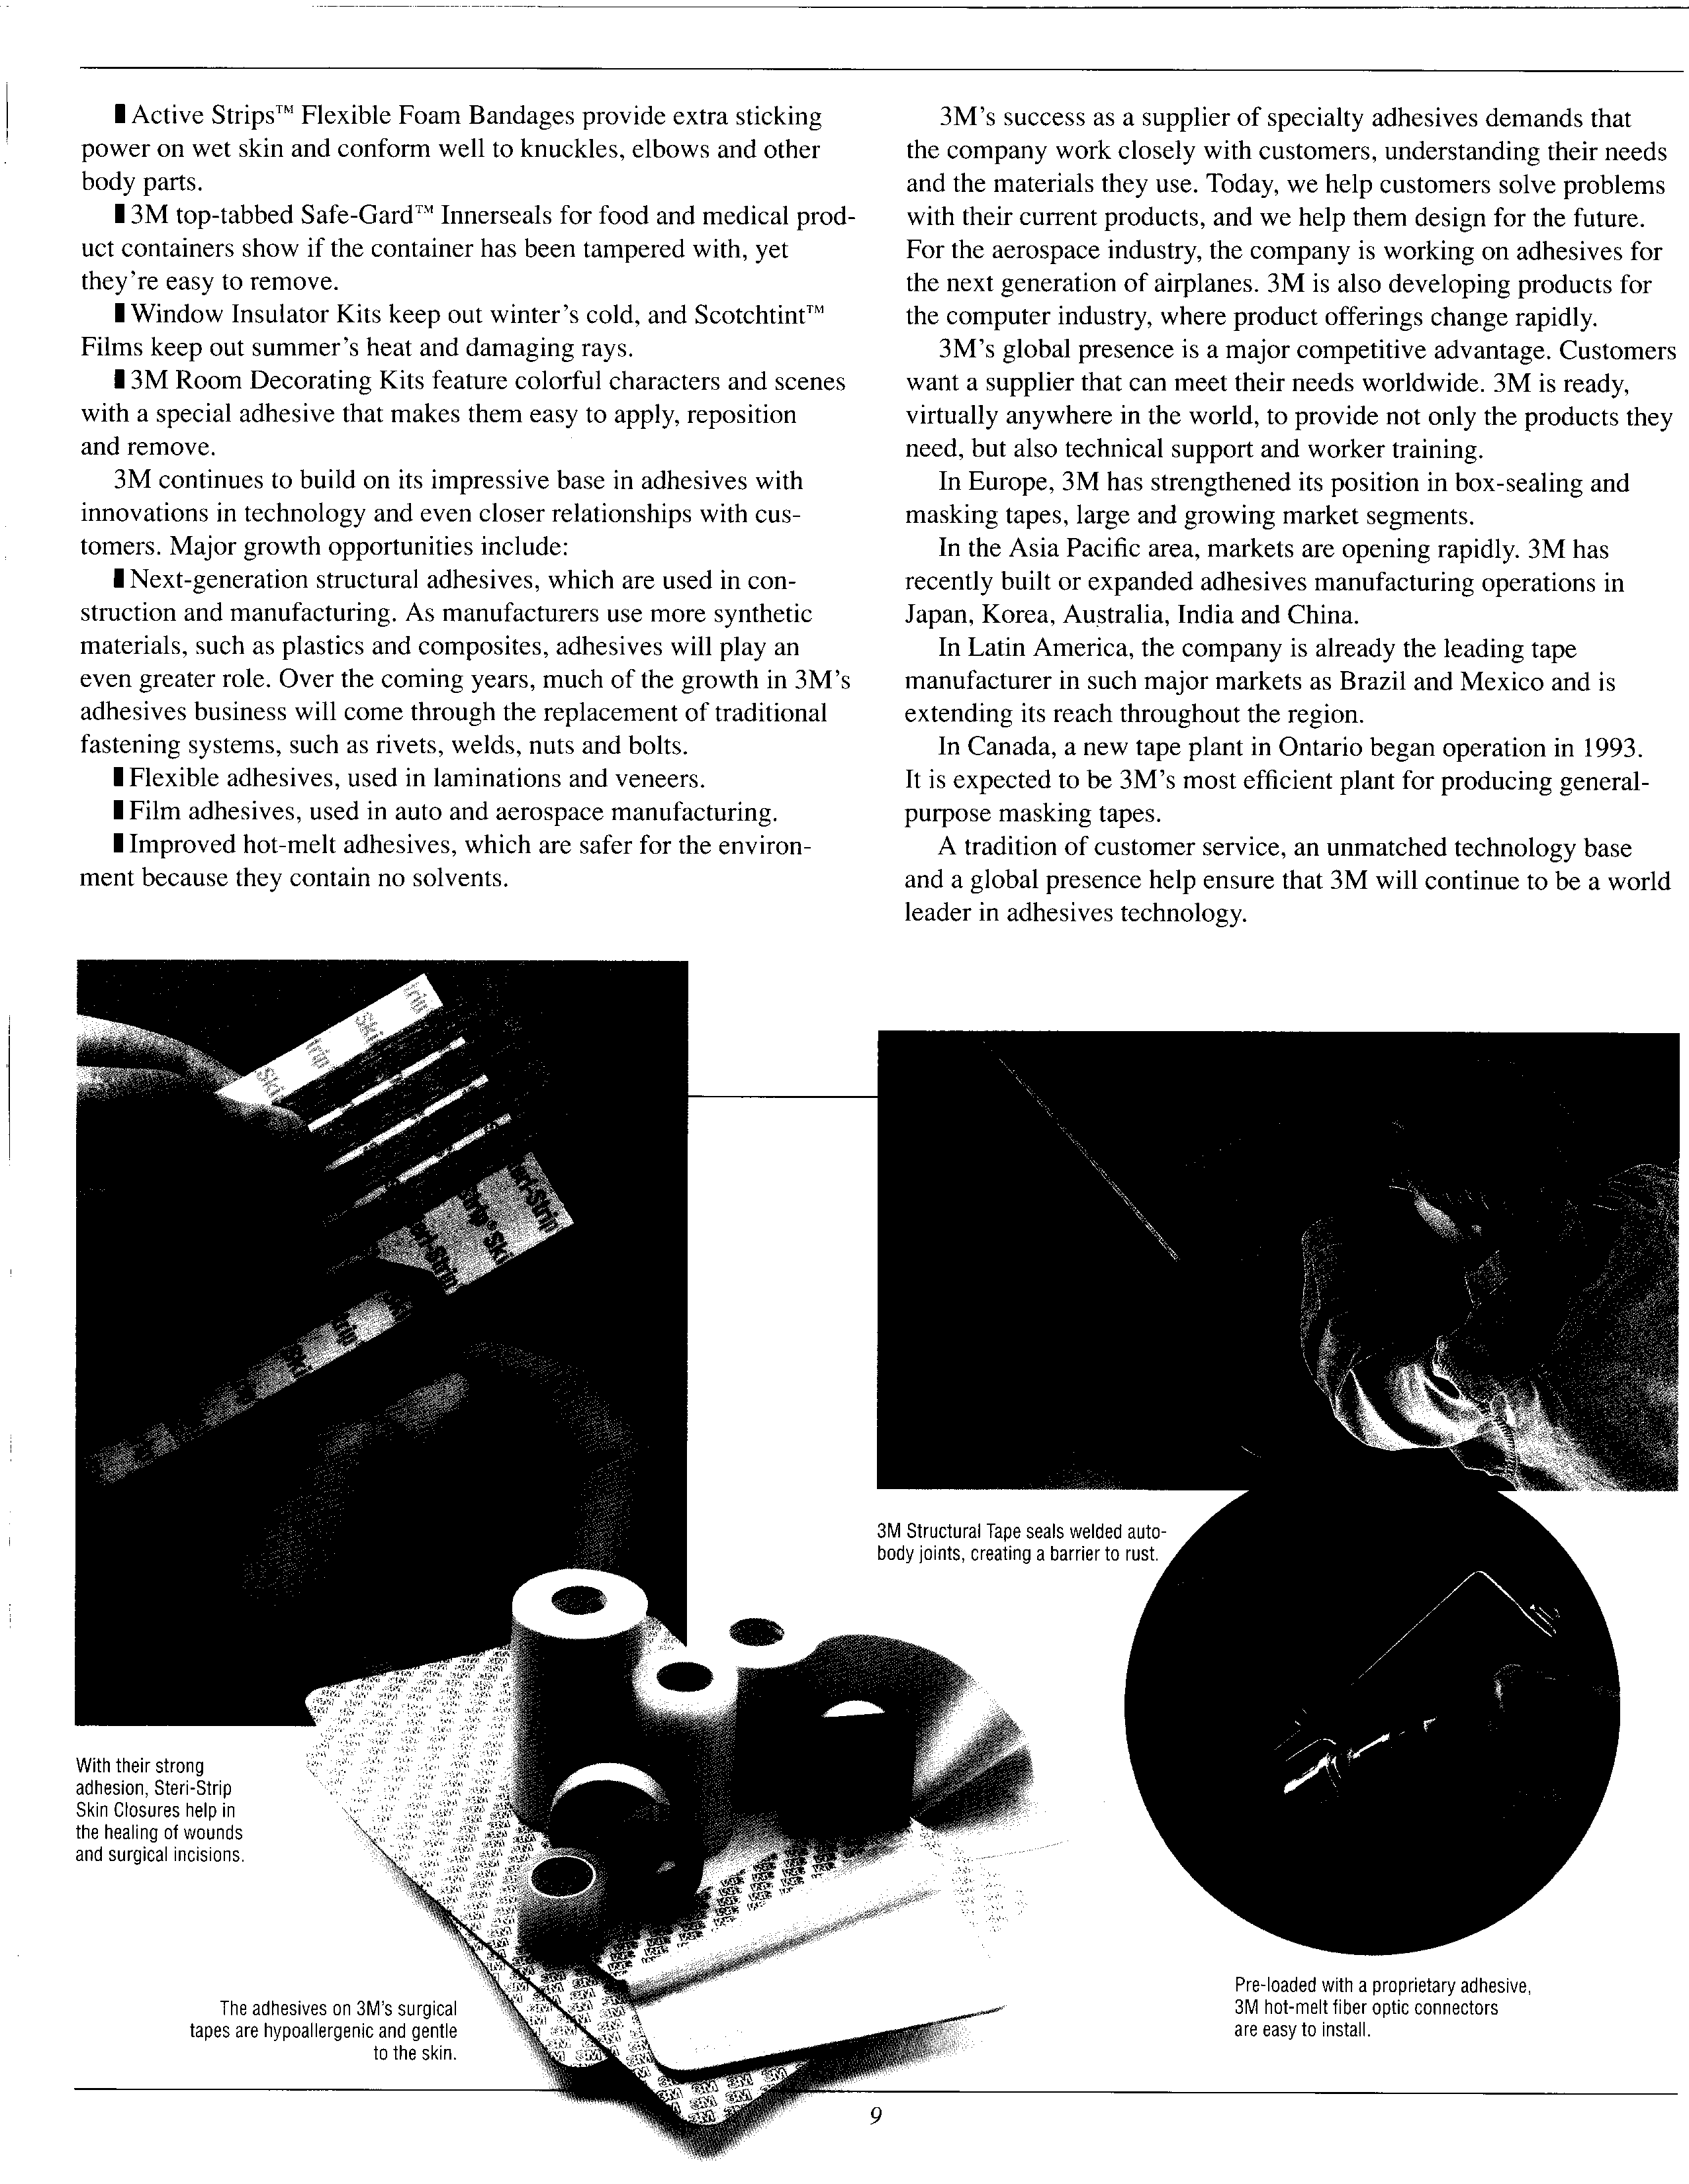 ▌Active Strips™ Flexible Foam Bandages provide extra sticking
power on wet skin and conform well to knuckles, elbows and other
body parts.
▌3M top-tabbed Safe-Gard™ Innerseals for food and medical prod-
uct containers show if the container has been tampered with, yet
they're easy to remove.
▌Window Insulator Kits keep out winter's cold, and Scotchtint™
Films keep out summer's heat and damaging rays.
▌3M Room Decorating Kits feature colorful characters and scenes
with a special adhesive that makes them easy to apply, reposition
and remove.
3M continues to build on its impressive base in adhesives with
innovations in technology and even closer relationships with cus-
tomers. Major growth opportunities include:
▌Next-generation structural adhesives, which are used in con-
struction and manufacturing. As manufacturers use more synthetic
materials, such as plastics and composites, adhesives will play an
even greater role. Over the coming years, much of the growth in 3M's
adhesives business will come through the replacement of traditional
fastening systems, such as rivets, welds, nuts and bolts.
▌Flexible adhesives, used in laminations and veneers.
▌Film adhesives, used in auto and aerospace manufacturing.
▌Improved hot-melt adhesives, which are safer for the environ-
ment because they contain no solvents.
3M's success as a supplier of specialty adhesives demands that
the company work closely with customers, understanding their needs
and the materials they use. Today, we help customers solve problems
with their current products, and we help them design for the future.
For the aerospace industry, the company is working on adhesives for
the next generation of airplanes. 3M is also developing products for
the computer industry, where product offerings change rapidly.
3M's global presence is a major competitive advantage. Customers
want a supplier that can meet their needs worldwide. 3M is ready,
virtually anywhere in the world, to provide not only the products they
need, but also technical support and worker training.
In Europe, 3M has strengthened its position in box-sealing and
masking tapes, large and growing market segments.
In the Asia Pacific area, markets are opening rapidly. 3M has
recently built or expanded adhesives manufacturing operations in
Japan, Korea, Australia, India and China.
In Latin America, the company is already the leading tape
manufacturer in such major markets as Brazil and Mexico and is
extending its reach throughout the region.
In Canada, a new tape plant in Ontario began operation in 1993.
It is expected to be 3M's most efficient plant for producing general-
purpose masking tapes.
A tradition of customer service, an unmatched technology base
and a global presence help ensure that 3M will continue to be a world
leader in adhesives technology.
3M Structural Tape seals welded auto-
body joints, creating a barrier to rust.
With their strong
adhesion, Steri-Strip
Skin Closures help in
the healing of wounds
and surgical incisions.
The adhesives on 3M's surgical
tapes are hypoallergenic and gentle
to the skin.
Pre-loaded with a proprietary adhesive,
3M hot-melt fiber optic connectors
are easy to install.
9